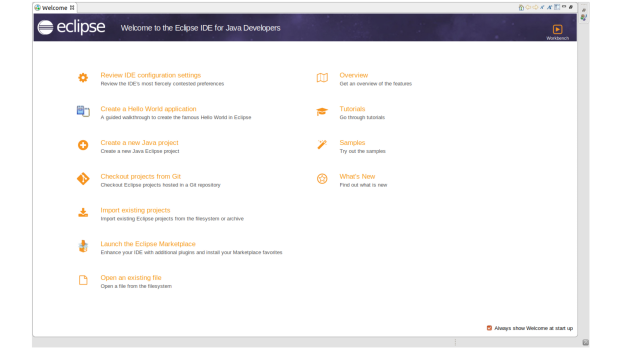 Welcome
eclipse
Welcome to the Eclipse IDE for Java Developers
Workbench
Review IDE configuration settings
Review the IDE's most fiercely contested preferences
Create a Hello World application
A guided walkthrough to create the famous Hello World in Eclipse
Create a new Java project
Create a new Java Eclipse project
Checkout projects from Git
Checkout Eclipse projects hosted in a Git repository
Import existing projects
Import existing Eclipse projects from the filesystem or archive
Launch the Eclipse Marketplace
Enhance your IDE with additional plugins and install your Marketplace favorites
Open an existing file
Open a file from the filesystem
Overview
Get an overview of the features
Tutorials
Go through tutorials
Samples
Try out the samples
What's New
Find out what is new
Always show Welcome at start up